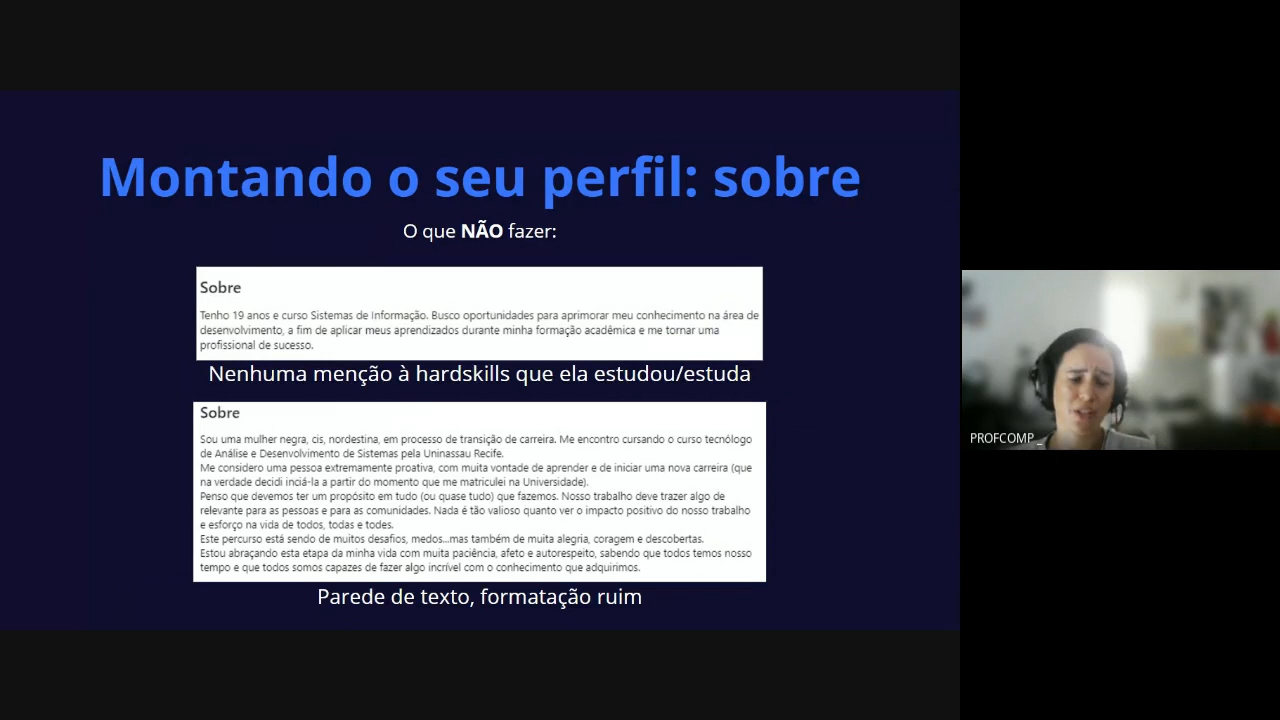 Montando o seu perfil: sobre
O que NÃO fazer:
Sobre
Tenho 19 anos e curso Sistemas de Informação. Busco oportunidades para aprimorar meu conhecimento na área de
desenvolvimento, a fim de aplicar meus aprendizados durante minha formação acadêmica e me tornar uma
profissional de sucesso.
Nenhuma menção à hardskills que ela estudou/estuda
Sobre
Sou uma mulher negra, cis, nordestina, em processo de transição de carreira. Me encontro cursando o curso tecnólogo
de Análise e Desenvolvimento de Sistemas pela Uninassau Recife.
Me considero uma pessoa extremamente proativa, com muita vontade de aprender e de iniciar uma nova carreira (que
na verdade decidi inciá-la a partir do momento que me matriculei na Universidade).
Penso que devemos ter um propósito em tudo (ou quase tudo) que fazemos. Nosso trabalho deve trazer algo de
relevante para as pessoas e para as comunidades. Nada é tão valioso quanto ver o impacto positivo do nosso trabalho
e esforço na vida de todos, todas e todes.
Este percurso está sendo de muitos desafios, medos...mas também de muita alegria, coragem e descobertas.
Estou abraçando esta etapa da minha vida com muita paciência, afeto e autorespeito, sabendo que todos temos nosso
tempo e que todos somos capazes de fazer algo incrível com o conhecimento que adquirimos.
Parede de texto, formatação ruim
PROFCOMP _